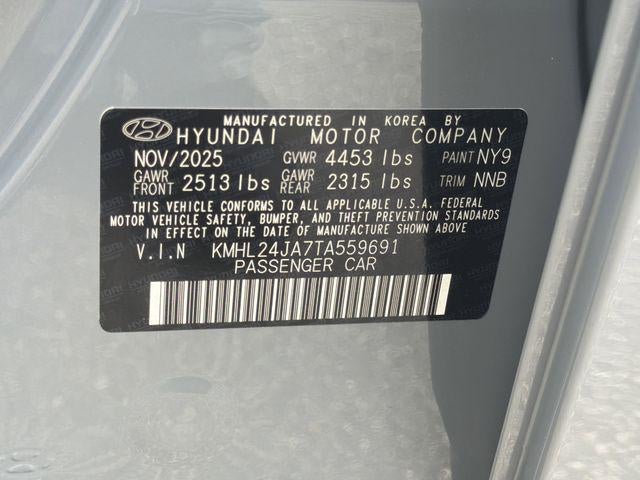 MANUFACTURED IN KOREA BY
HYUNDAI MOTOR COMPANY
NOV/2025 GVWR 4453 lbs PAINT NY9
GAWR FRONT 2513 lbs GAWR REAR 2315 lbs TRIM NNB
THIS VEHICLE CONFORMS TO ALL APPLICABLE U.S.A. FEDERAL
MOTOR VEHICLE SAFETY, BUMPER, AND THEFT PREVENTION STANDARDS
IN EFFECT ON THE DATE OF MANUFACTURE SHOWN ABOVE
V.I.N KMHL24JA7TA559691
PASSENGER CAR